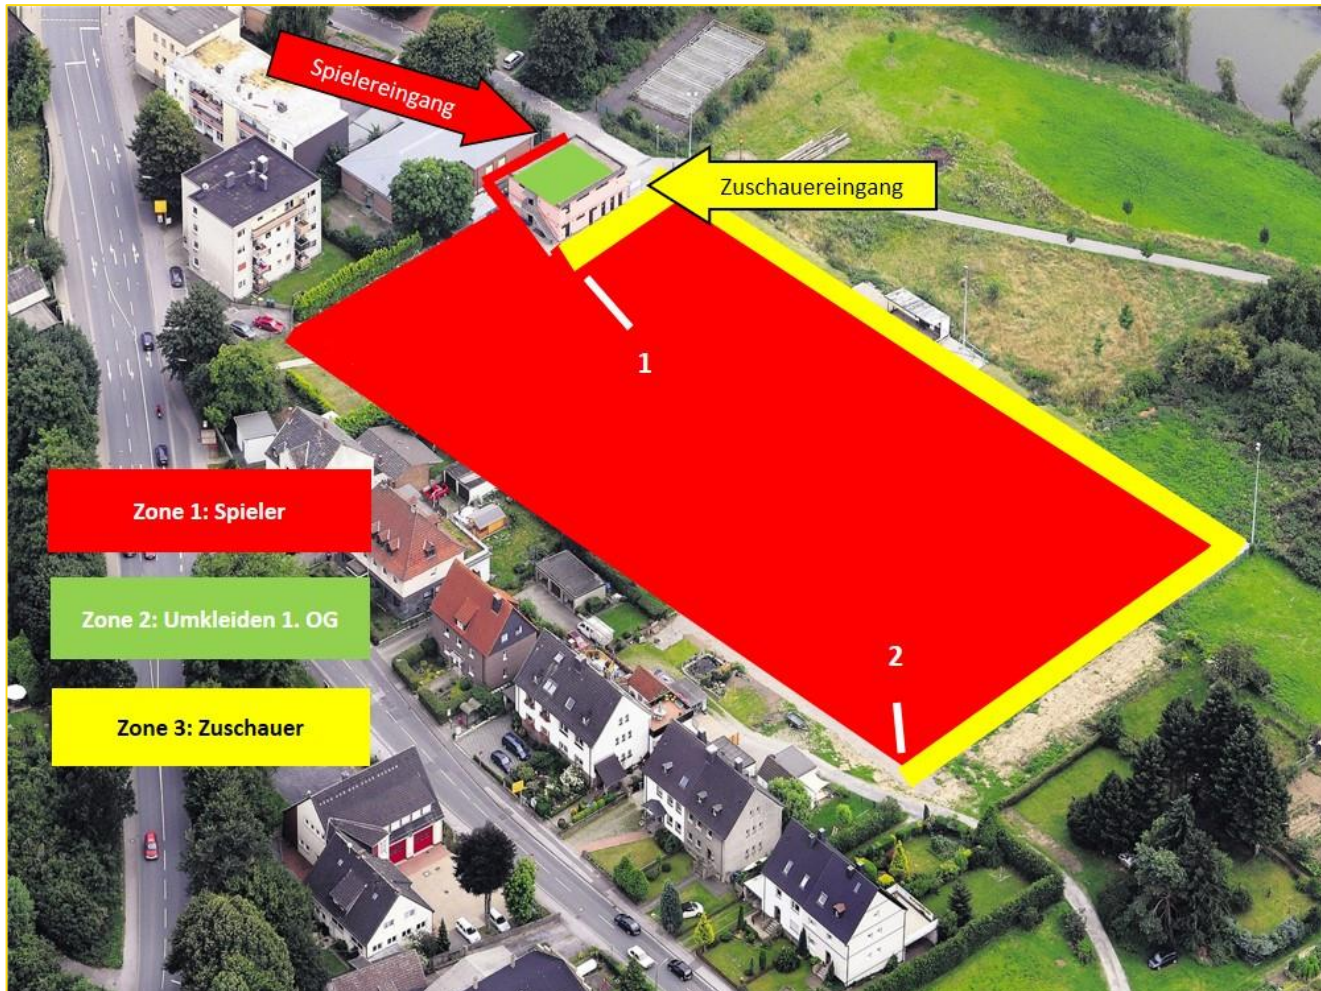 Spielereingang
Zuschauereingang
1
Zone 1: Spieler
Zone 2: Umkleiden 1. OG
2
Zone 3: Zuschauer